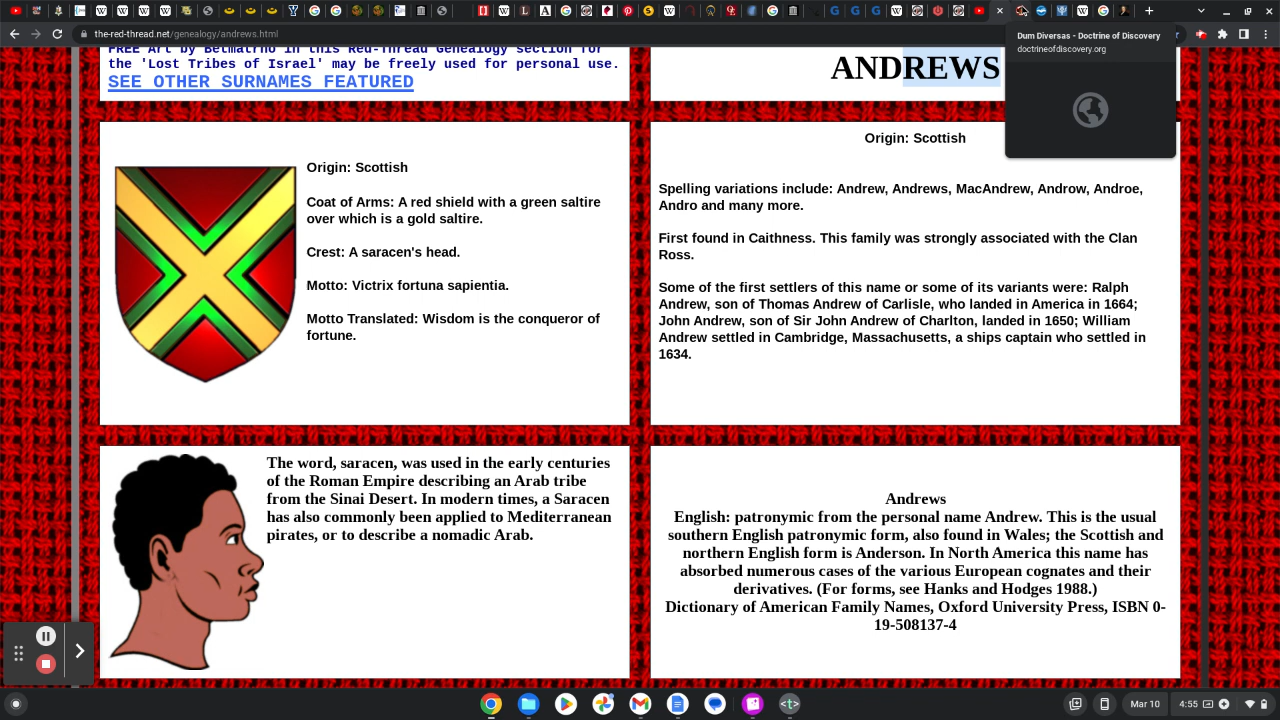 the-red-thread.net/genealogy/andrews.html
Dum Diversas - Doctrine of Discovery
doctrineofdiscovery.org
FREE Art by Belmatrho in this Red-Thread Genealogy section for
the 'Lost Tribes of Israel' may be freely used for personal use.
SEE OTHER SURNAMES FEATURED
ANDREWS
Origin: Scottish
Coat of Arms: A red shield with a green saltire
over which is a gold saltire.
Crest: A saracen's head.
Motto: Victrix fortuna sapientia.
Motto Translated: Wisdom is the conqueror of
fortune.
Origin: Scottish
Spelling variations include: Andrew, Andrews, MacAndrew, Androw, Androe,
Andro and many more.
First found in Caithness. This family was strongly associated with the Clan
Ross.
Some of the first settlers of this name or some of its variants were: Ralph
Andrew, son of Thomas Andrew of Carlisle, who landed in America in 1664;
John Andrew, son of Sir John Andrew of Charlton, landed in 1650; William
Andrew settled in Cambridge, Massachusetts, a ships captain who settled in
1634.
The word, saracen, was used in the early centuries
of the Roman Empire describing an Arab tribe
from the Sinai Desert. In modern times, a Saracen
has also commonly been applied to Mediterranean
pirates, or to describe a nomadic Arab.
Andrews
English: patronymic from the personal name Andrew. This is the usual
southern English patronymic form, also found in Wales; the Scottish and
northern English form is Anderson. In North America this name has
absorbed numerous cases of the various European cognates and their
derivatives. (For forms, see Hanks and Hodges 1988.)
Dictionary of American Family Names, Oxford University Press, ISBN 0-
19-508137-4
Mar 10
4:55